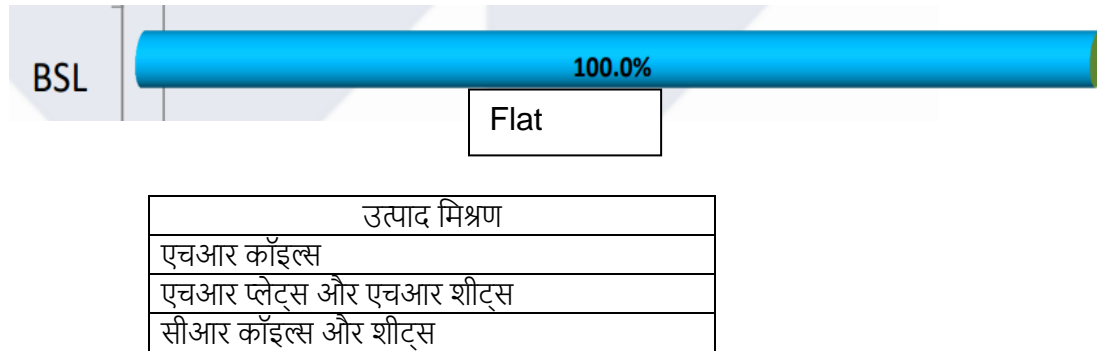 BSL 100.0%
Flat
उत्पाद मिश्रण
एचआर कॉइल्स
एचआर प्लेट्स और एचआर शीट्स
सीआर कॉइल्स और शीट्स